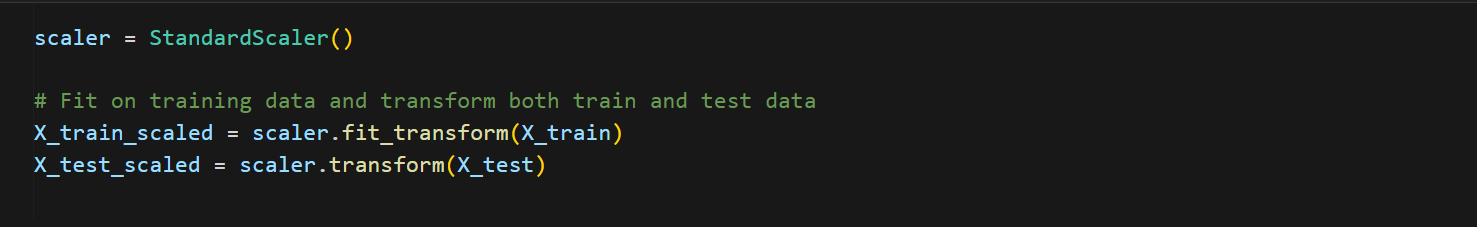 scaler = StandardScaler()
# Fit on training data and transform both train and test data
X_train_scaled = scaler.fit_transform(X_train)
X_test_scaled = scaler.transform(X_test)